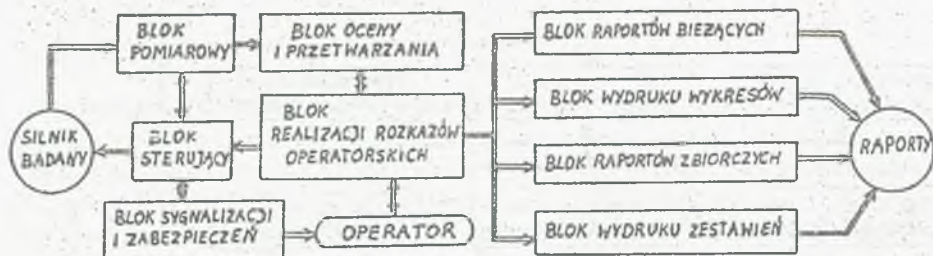 BLOK
POMIAROWY
BLOK OCENY
I PRZETWARZANIA
BLOK RAPORTÓW BIEŻĄCYCH
BLOK WYDRUKU WYKRESÓW
SILNIK
BADANY
BLOK
STERUJĄCY
BLOK
REALIZACJI ROZKAZÓW
OPERATORSKICH
BLOK RAPORTÓW ZBIORCZYCH
RAPORTY
BLOK SYGNALIZACJI
I ZABEZPIECZEŃ
OPERATOR
BLOK WYDRUKU ZESTAWIEŃ